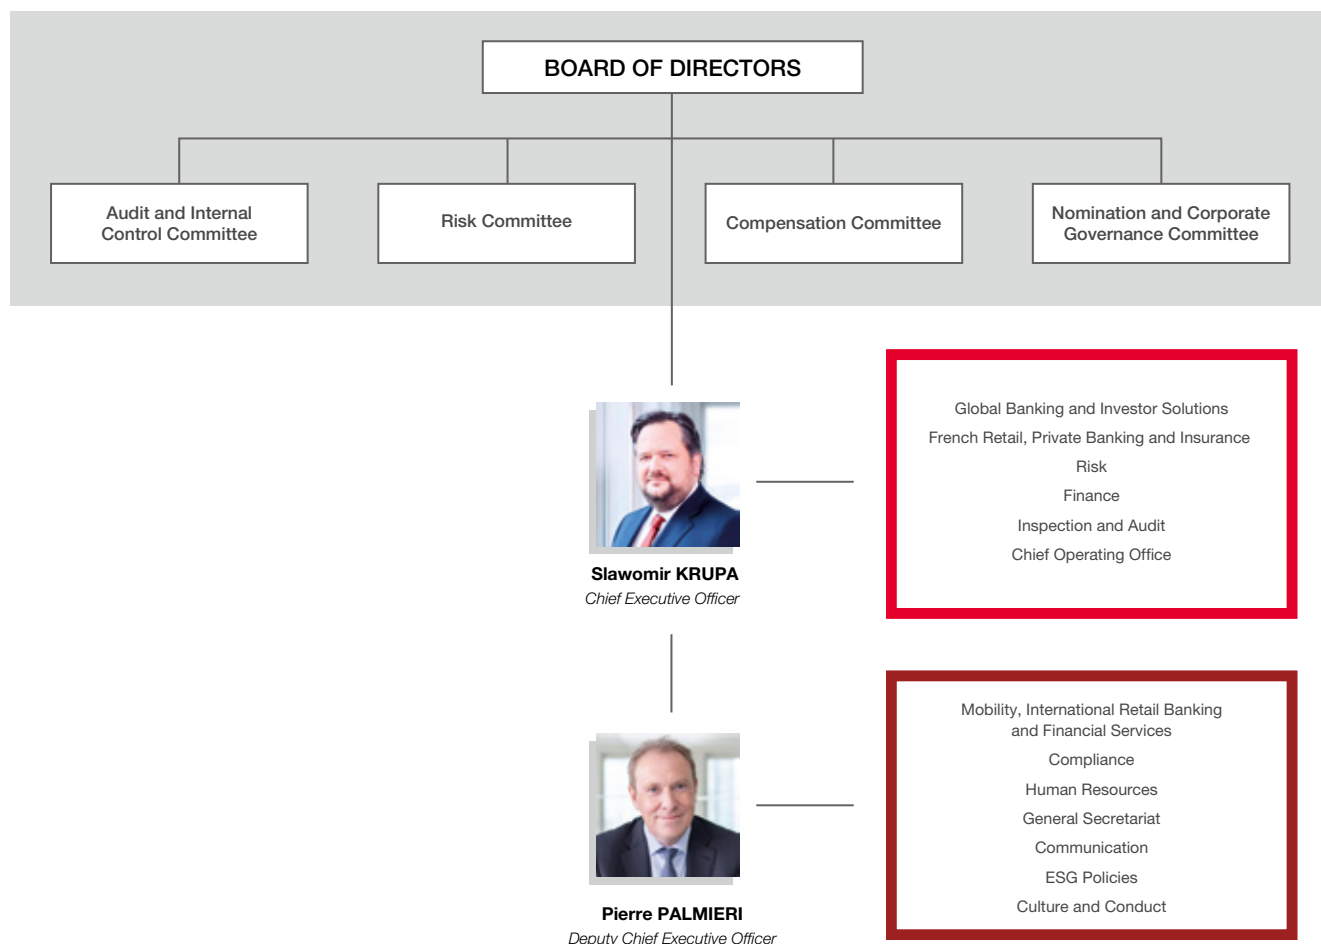 BOARD OF DIRECTORS
Audit and Internal
Control Committee
Risk Committee
Compensation Committee
Nomination and Corporate
Governance Committee
Global Banking and Investor Solutions
French Retail, Private Banking and Insurance
Risk
Finance
Inspection and Audit
Chief Operating Office
Slawomir KRUPA
Chief Executive Officer
Mobility, International Retail Banking
and Financial Services
Compliance
Human Resources
General Secretariat
Communication
ESG Policies
Culture and Conduct
Pierre PALMIERI
Deputy Chief Executive Officer